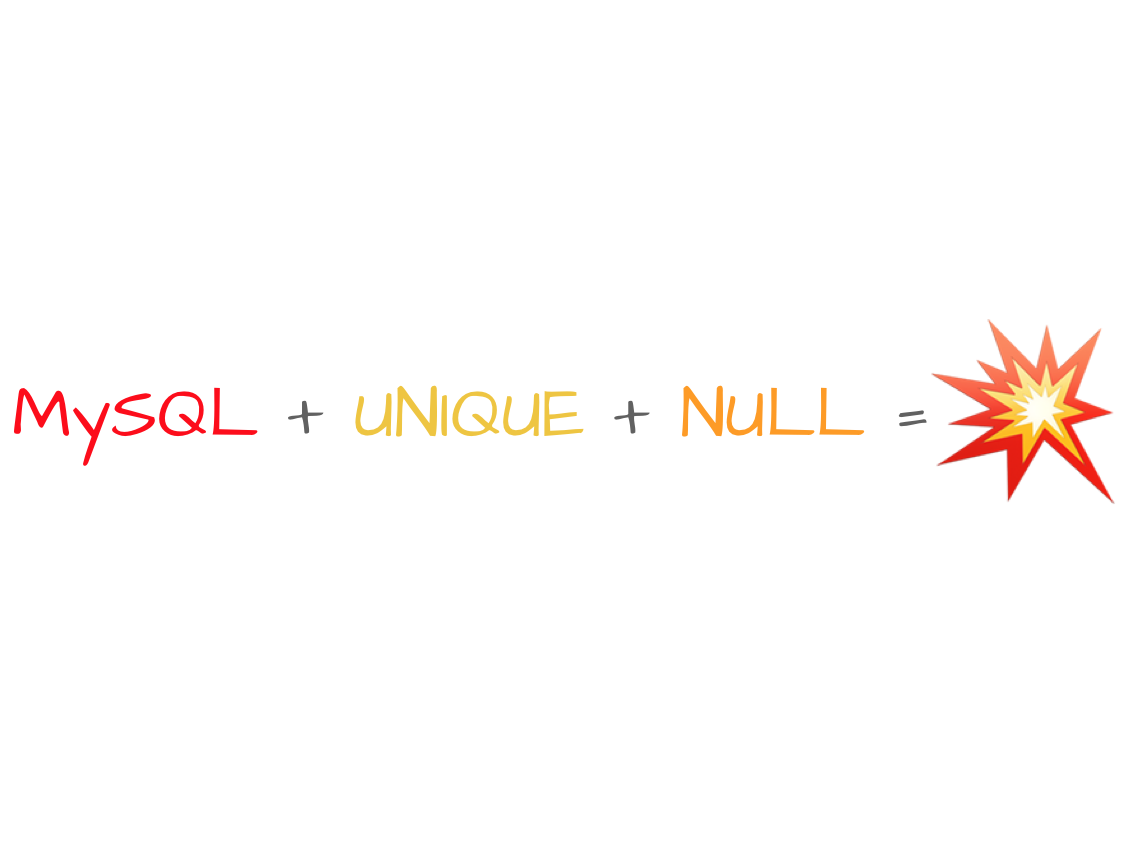 MySQL + UNIQUE + NULL =